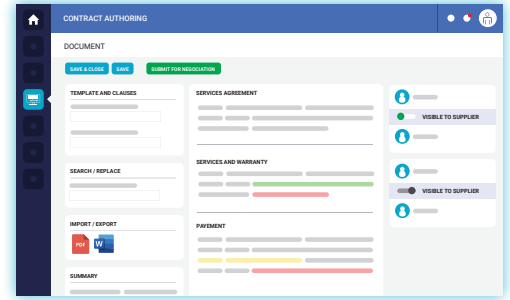 CONTRACT AUTHORING
DOCUMENT
SAVE & CLOSE
SAVE
SUBMIT FOR NEGOCIATION
TEMPLATE AND CLAUSES
SEARCH / REPLACE
IMPORT / EXPORT
PDF
W
SUMMARY
SERVICES AGREEMENT
SERVICES AND WARRANTY
PAYEMENT
VISIBLE TO SUPPLIER
VISIBLE TO SUPPLIER